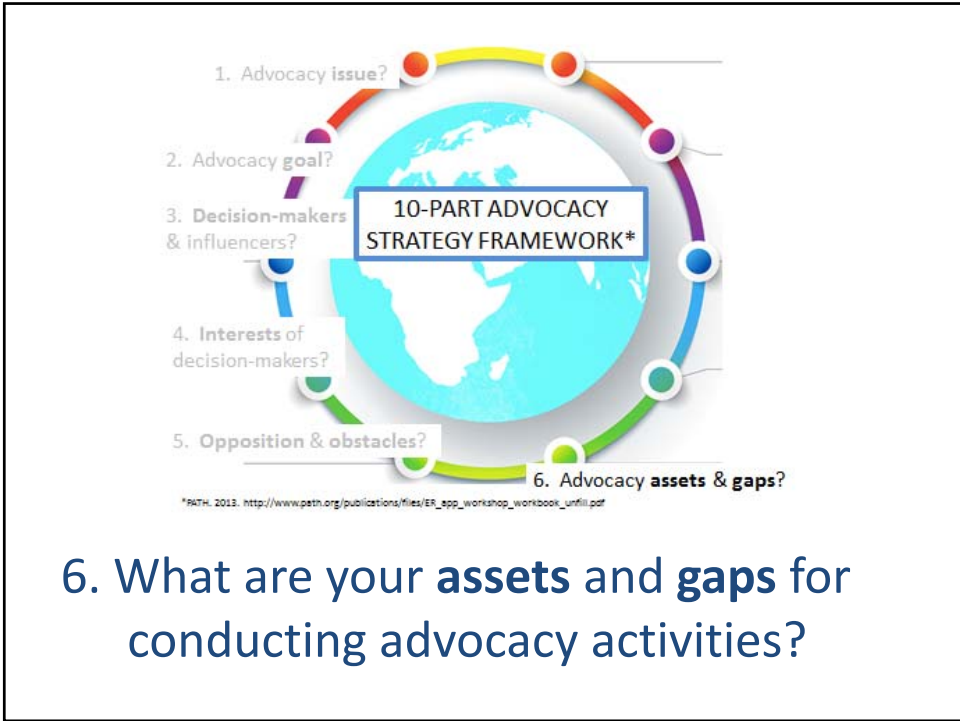 1. Advocacy issue?
2. Advocacy goal?
3. Decision-makers
& influencers?
10-PART ADVOCACY
STRATEGY FRAMEWORK*
4. Interests of
decision-makers?
5. Opposition & obstacles?
6. Advocacy assets & gaps?
*PATH. 2013. http://www.path.org/publications/files/ER_app_workshop_workbook_unfill.pdf
6. What are your assets and gaps for
conducting advocacy activities?